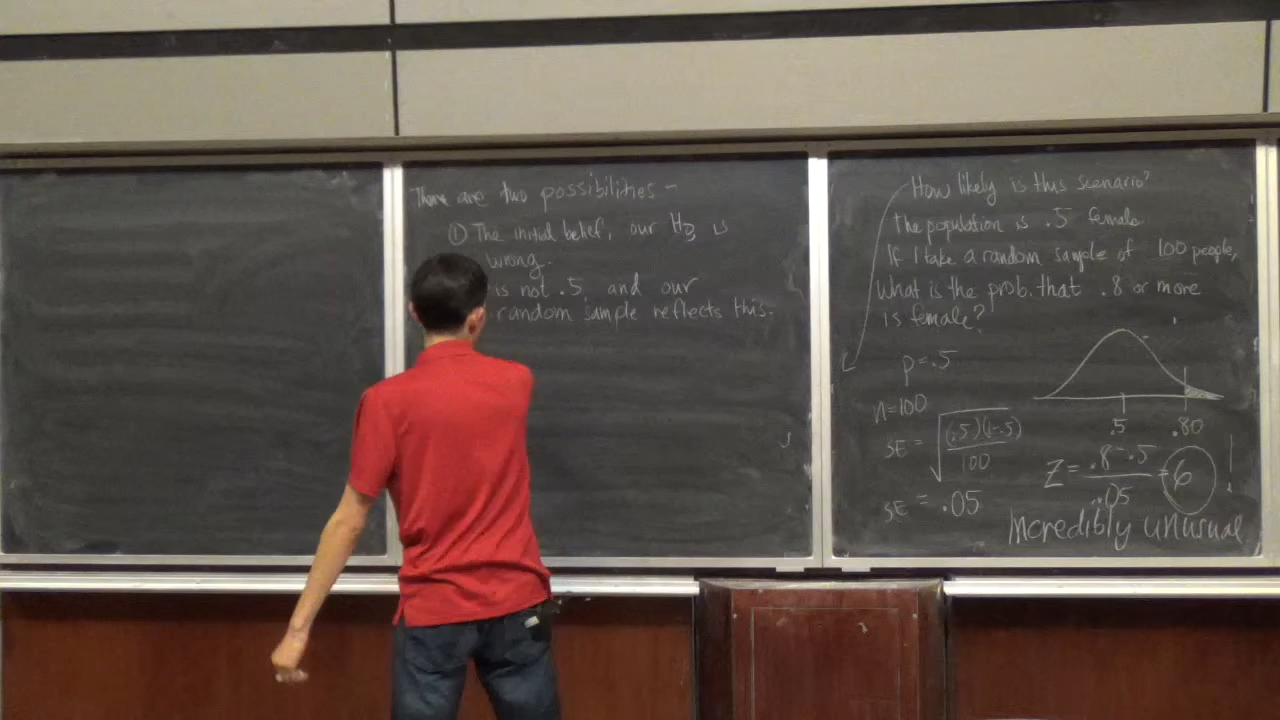 There are two possibilities –
① The initial belief, our H is
wrong.
is not .5, and our
random sample reflects this.
How likely is this scenario?
The population is .5 female.
If I take a random sample of 100 people,
what is the prob. that .8 or more
is female?
p = .5
n=100
SE = √((.5)(1-.5)/100)
SE = .05
.5 .80
Z = (.8 - .5)/.05 = 6
Incredibly unusual